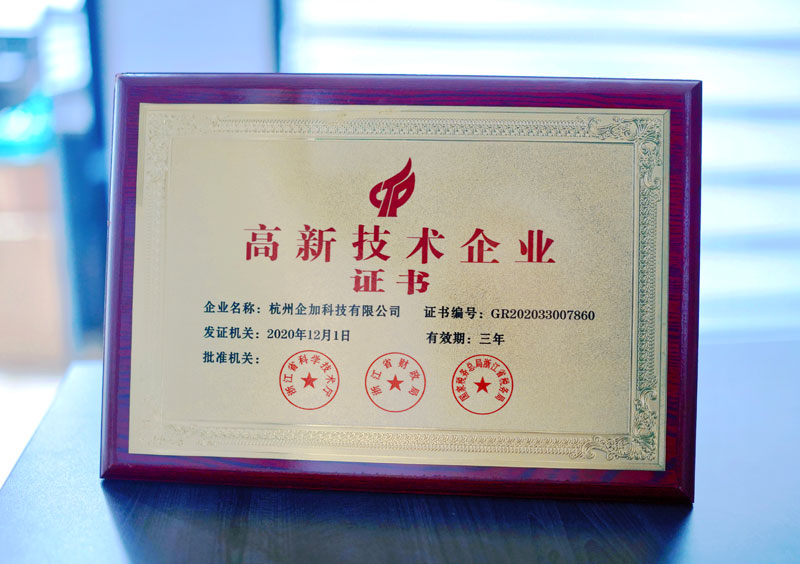 高新技术企业
证书
企业名称：杭州企加科技有限公司 证书编号：GR202033007860
发证机关：2020年12月1日 有效期：三年
批准机关：
浙江省科学技术厅
浙江省财政局
国家税务总局浙江省税务局